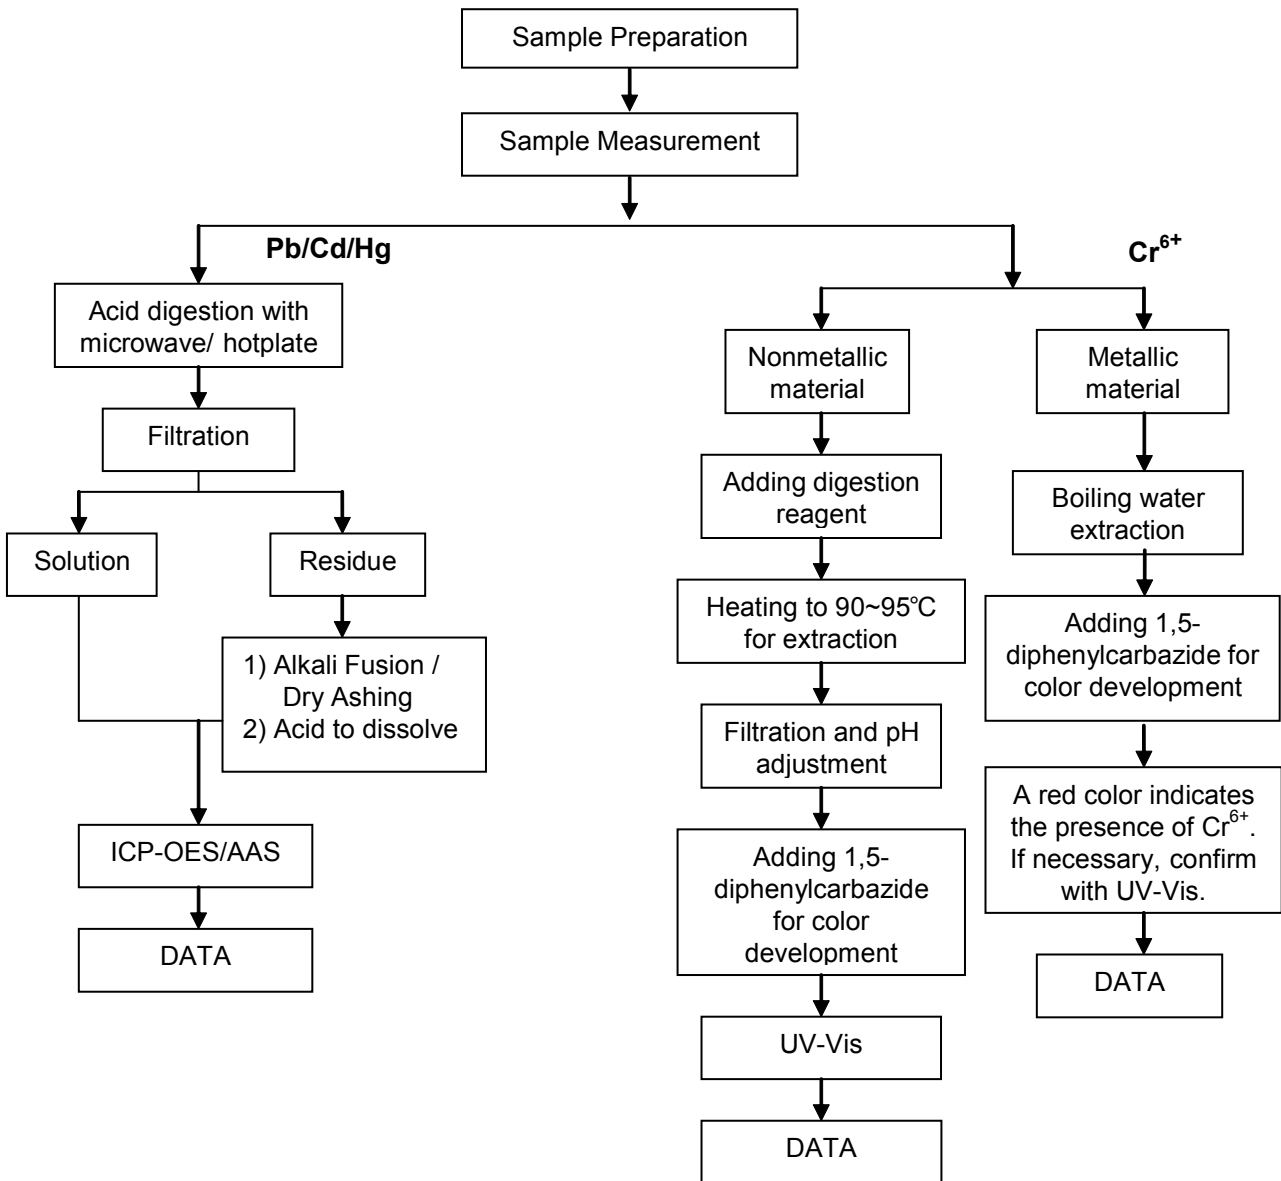 Sample Preparation
Sample Measurement
Pb/Cd/Hg
Acid digestion with
microwave/ hotplate
Filtration
Solution
Residue
1) Alkali Fusion /
Dry Ashing
2) Acid to dissolve
ICP-OES/AAS
DATA
Cr⁶⁺
Nonmetallic
material
Adding digestion
reagent
Heating to 90~95℃
for extraction
Filtration and pH
adjustment
Adding 1,5-
diphenylcarbazide
for color
development
UV-Vis
DATA
Metallic
material
Boiling water
extraction
Adding 1,5-
diphenylcarbazide for
color development
A red color indicates
the presence of Cr⁶⁺.
If necessary, confirm
with UV-Vis.
DATA